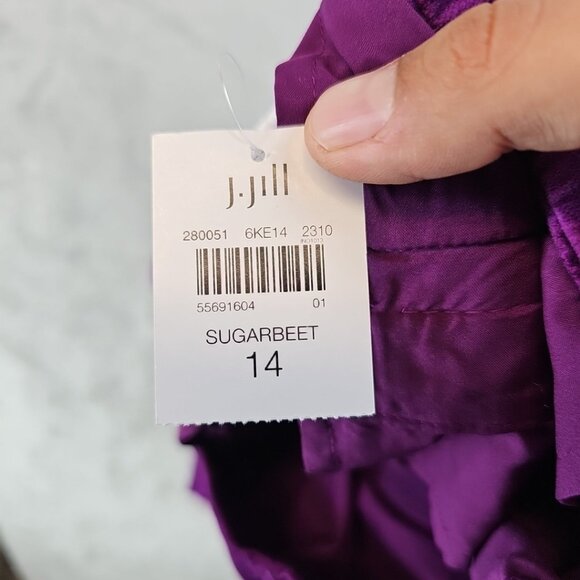 J.Jill
280051 6KE14 2310
55691604 01
SUGARBEET
14